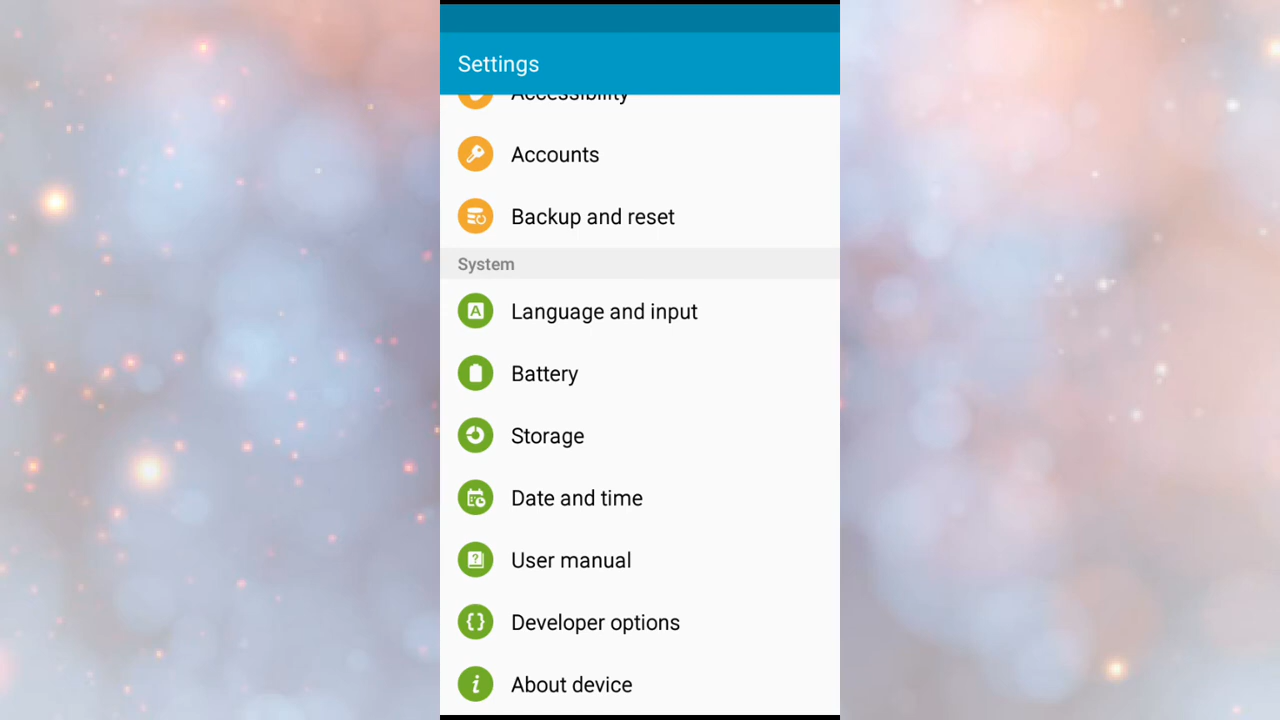 Settings
Accessibility
Accounts
Backup and reset
System
Language and input
Battery
Storage
Date and time
User manual
Developer options
About device